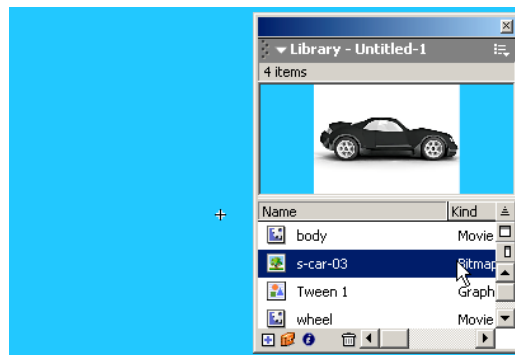 Library - Untitled-1
4 items
Name Kind
body Movie
s-car-03 Bitmap
Tween 1 Graph
wheel Movie